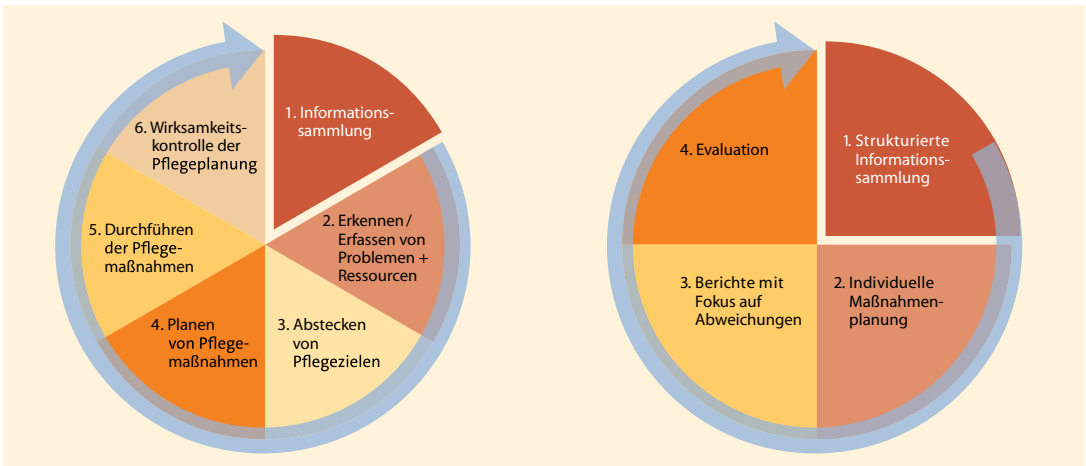 1. Informations-
sammlung
2. Erkennen /
Erfassen von
Problemen +
Ressourcen
3. Abstecken
von
Pflegezielen
4. Planen
von Pflege-
maßnahmen
5. Durchführen
der Pflege-
maßnahmen
6. Wirksamkeits-
kontrolle der
Pflegeplanung
1. Strukturierte
Informations-
sammlung
2. Individuelle
Maßnahmen-
planung
3. Berichte mit
Fokus auf
Abweichungen
4. Evaluation